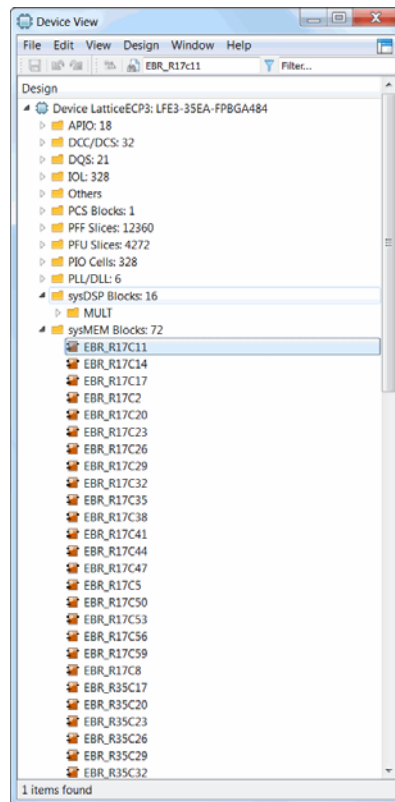 Device View
File Edit View Design Window Help
EBR_R17c11 Filter...
Design
Device LatticeECP3: LFE3-35EA-FPBGA484
APIO: 18
DCC/DCS: 32
DQS: 21
IOL: 328
Others
PCS Blocks: 1
PFF Slices: 12360
PFU Slices: 4272
PIO Cells: 328
PLL/DLL: 6
sysDSP Blocks: 16
MULT
sysMEM Blocks: 72
EBR_R17C11
EBR_R17C14
EBR_R17C17
EBR_R17C2
EBR_R17C20
EBR_R17C23
EBR_R17C26
EBR_R17C29
EBR_R17C32
EBR_R17C35
EBR_R17C38
EBR_R17C41
EBR_R17C44
EBR_R17C47
EBR_R17C5
EBR_R17C50
EBR_R17C53
EBR_R17C56
EBR_R17C59
EBR_R17C8
EBR_R35C17
EBR_R35C20
EBR_R35C23
EBR_R35C26
EBR_R35C29
EBR_R35C32
1 items found